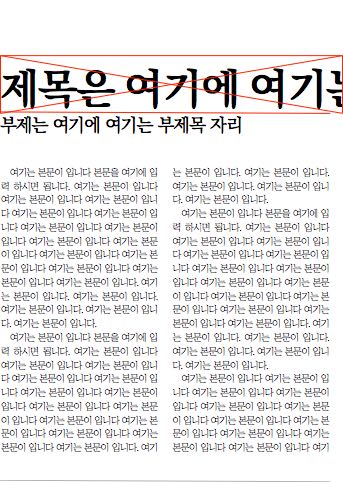 제목은 여기에 여기는
부제는 여기에 여기는 부제목 자리
여기는 본문이 입니다 본문을 여기에 입
력 하시면 됩니다. 여기는 본문이 입니다
여기는 본문이 입니다 여기는 본문이 입니
다 여기는 본문이 입니다 여기는 본문이 입
니다 여기는 본문이 입니다 여기는 본문이
입니다 여기는 본문이 입니다 여기는 본문
이 입니다 여기는 본문이 입니다 여기는 본
문이 입니다 여기는 본문이 입니다 여기는
본문이 입니다 여기는 본문이 입니다. 여기
는 본문이 입니다. 여기는 본문이 입니다.
여기는 본문이 입니다. 여기는 본문이 입니
다. 여기는 본문이 입니다.
여기는 본문이 입니다 본문을 여기에 입
력 하시면 됩니다. 여기는 본문이 입니다
여기는 본문이 입니다 여기는 본문이 입니
다 여기는 본문이 입니다 여기는 본문이 입
니다 여기는 본문이 입니다 여기는 본문이
입니다 여기는 본문이 입니다 여기는 본문
이 입니다 여기는 본문이 입니다 여기는 본
문이 입니다 여기는 본문이 입니다 여기는
본문이 입니다 여기는 본문이 입니다. 여기
는 본문이 입니다. 여기는 본문이 입니다.
여기는 본문이 입니다. 여기는 본문이 입니
다. 여기는 본문이 입니다.
여기는 본문이 입니다 본문을 여기에 입
력 하시면 됩니다. 여기는 본문이 입니다
여기는 본문이 입니다 여기는 본문이 입니
다 여기는 본문이 입니다 여기는 본문이 입
니다 여기는 본문이 입니다 여기는 본문이
입니다 여기는 본문이 입니다 여기는 본문
이 입니다 여기는 본문이 입니다 여기는 본
문이 입니다 여기는 본문이 입니다 여기는
본문이 입니다 여기는 본문이 입니다. 여기
는 본문이 입니다. 여기는 본문이 입니다.
여기는 본문이 입니다. 여기는 본문이 입니
다. 여기는 본문이 입니다.
여기는 본문이 입니다 여기는 본문이 입
니다 여기는 본문이 입니다 여기는 본문이
입니다 여기는 본문이 입니다 여기는 본문
이 입니다 여기는 본문이 입니다 여기는 본
문이 입니다 여기는 본문이 입니다 여기는
본문이 입니다 여기는 본문이 입니다 여기